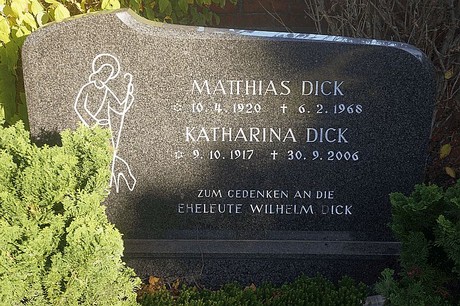 MATTHIAS DICK
✩ 10. 4. 1920 ✝ 6. 2. 1968
KATHARINA DICK
✩ 9. 10. 1917 ✝ 30. 9. 2006
ZUM GEDENKEN AN DIE
EHELEUTE WILHELM DICK